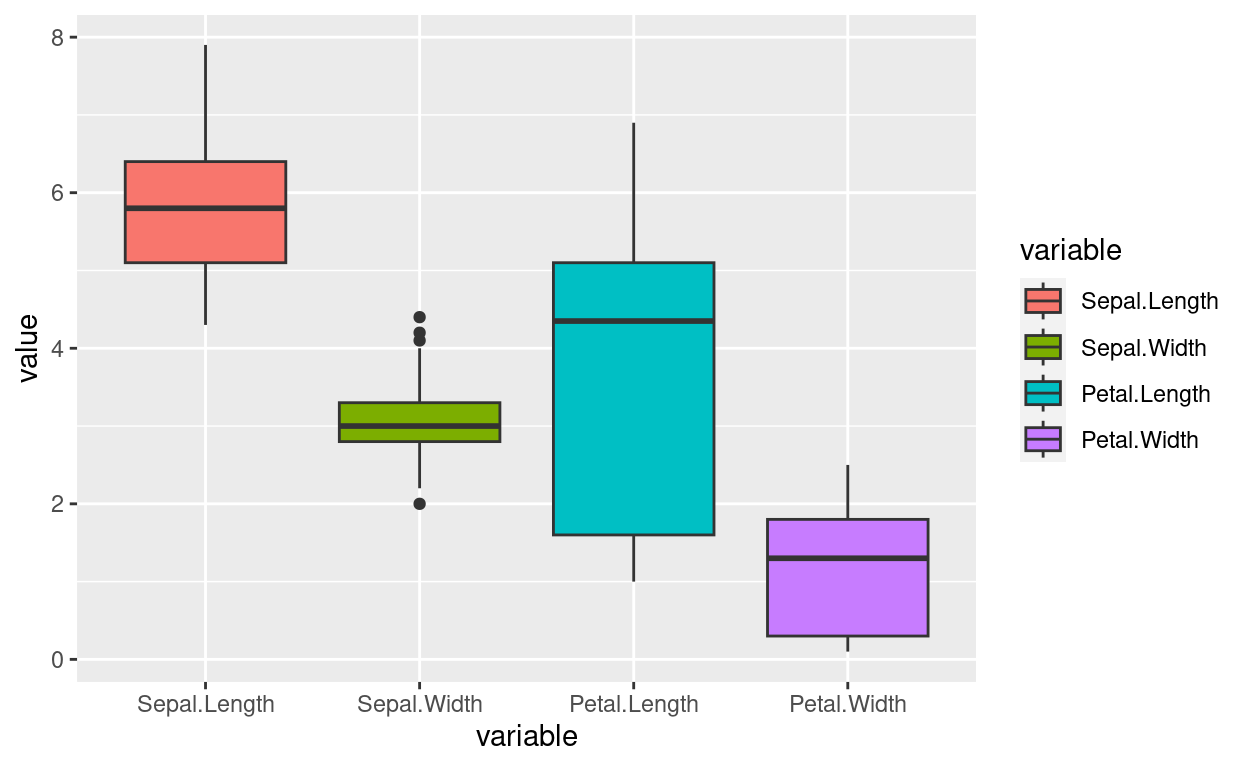 8
6
4
2
0
value
Sepal.Length Sepal.Width Petal.Length Petal.Width
variable
variable
Sepal.Length
Sepal.Width
Petal.Length
Petal.Width